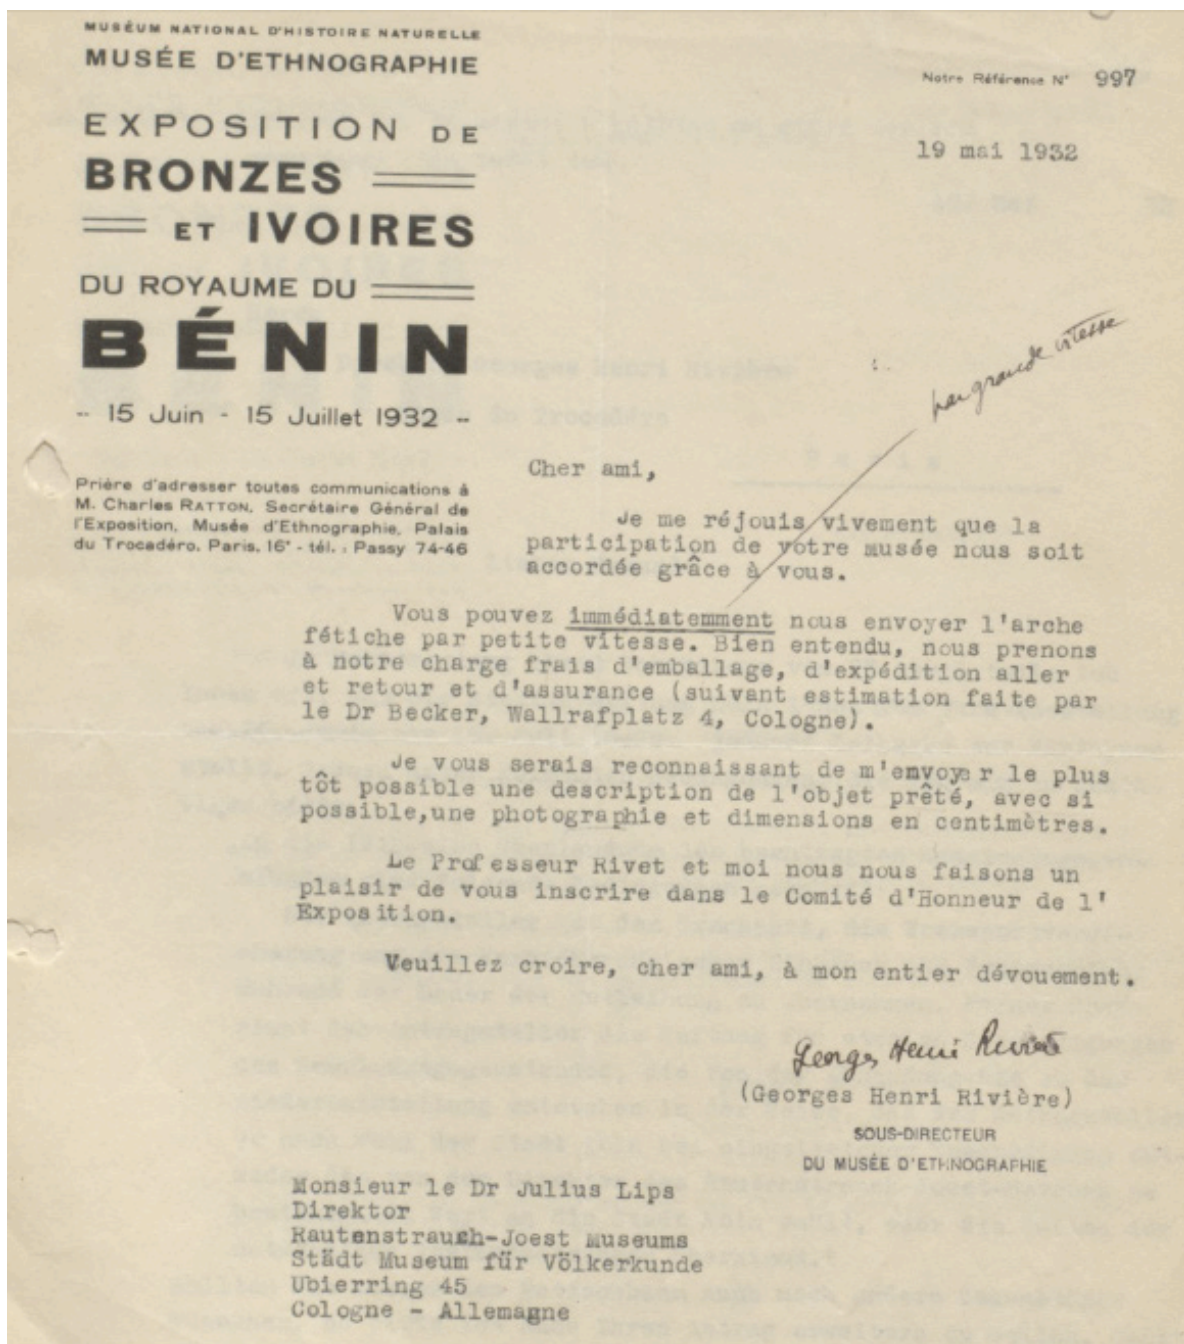 MUSÉUM NATIONAL D'HISTOIRE NATURELLE
MUSÉE D'ETHNOGRAPHIE
EXPOSITION DE
BRONZES
ET IVOIRES
DU ROYAUME DU
BÉNIN
-- 15 Juin - 15 Juillet 1932 --
Prière d'adresser toutes communications à
M. Charles RATTON, Secrétaire Général de
l'Exposition, Musée d'Ethnographie, Palais
du Trocadéro, Paris, 16° - tél. : Passy 74-46
Notre Référence N° 997
19 mai 1932
par grande vitesse
Cher ami,
Je me réjouis vivement que la
participation de votre musée nous soit
accordée grâce à vous.
Vous pouvez immédiatemment nous envoyer l'arche
fétiche par petite vitesse. Bien entendu, nous prenons
à notre charge frais d'emballage, d'expédition aller
et retour et d'assurance (suivant estimation faite par
le Dr Becker, Wallrafplatz 4, Cologne).
Je vous serais reconnaissant de m'envoyer le plus
tôt possible une description de l'objet prêté, avec si
possible,une photographie et dimensions en centimètres.
Le Professeur Rivet et moi nous nous faisons un
plaisir de vous inscrire dans le Comité d'Honneur de l'
Exposition.
Veuillez croire, cher ami, à mon entier dévouement.
Georges Henri Rivière
(Georges Henri Rivière)
SOUS-DIRECTEUR
DU MUSÉE D'ETHNOGRAPHIE
Monsieur le Dr Julius Lips
Direktor
Rautenstrauch-Joest Museums
Städt Museum für Völkerkunde
Ubierring 45
Cologne - Allemagne